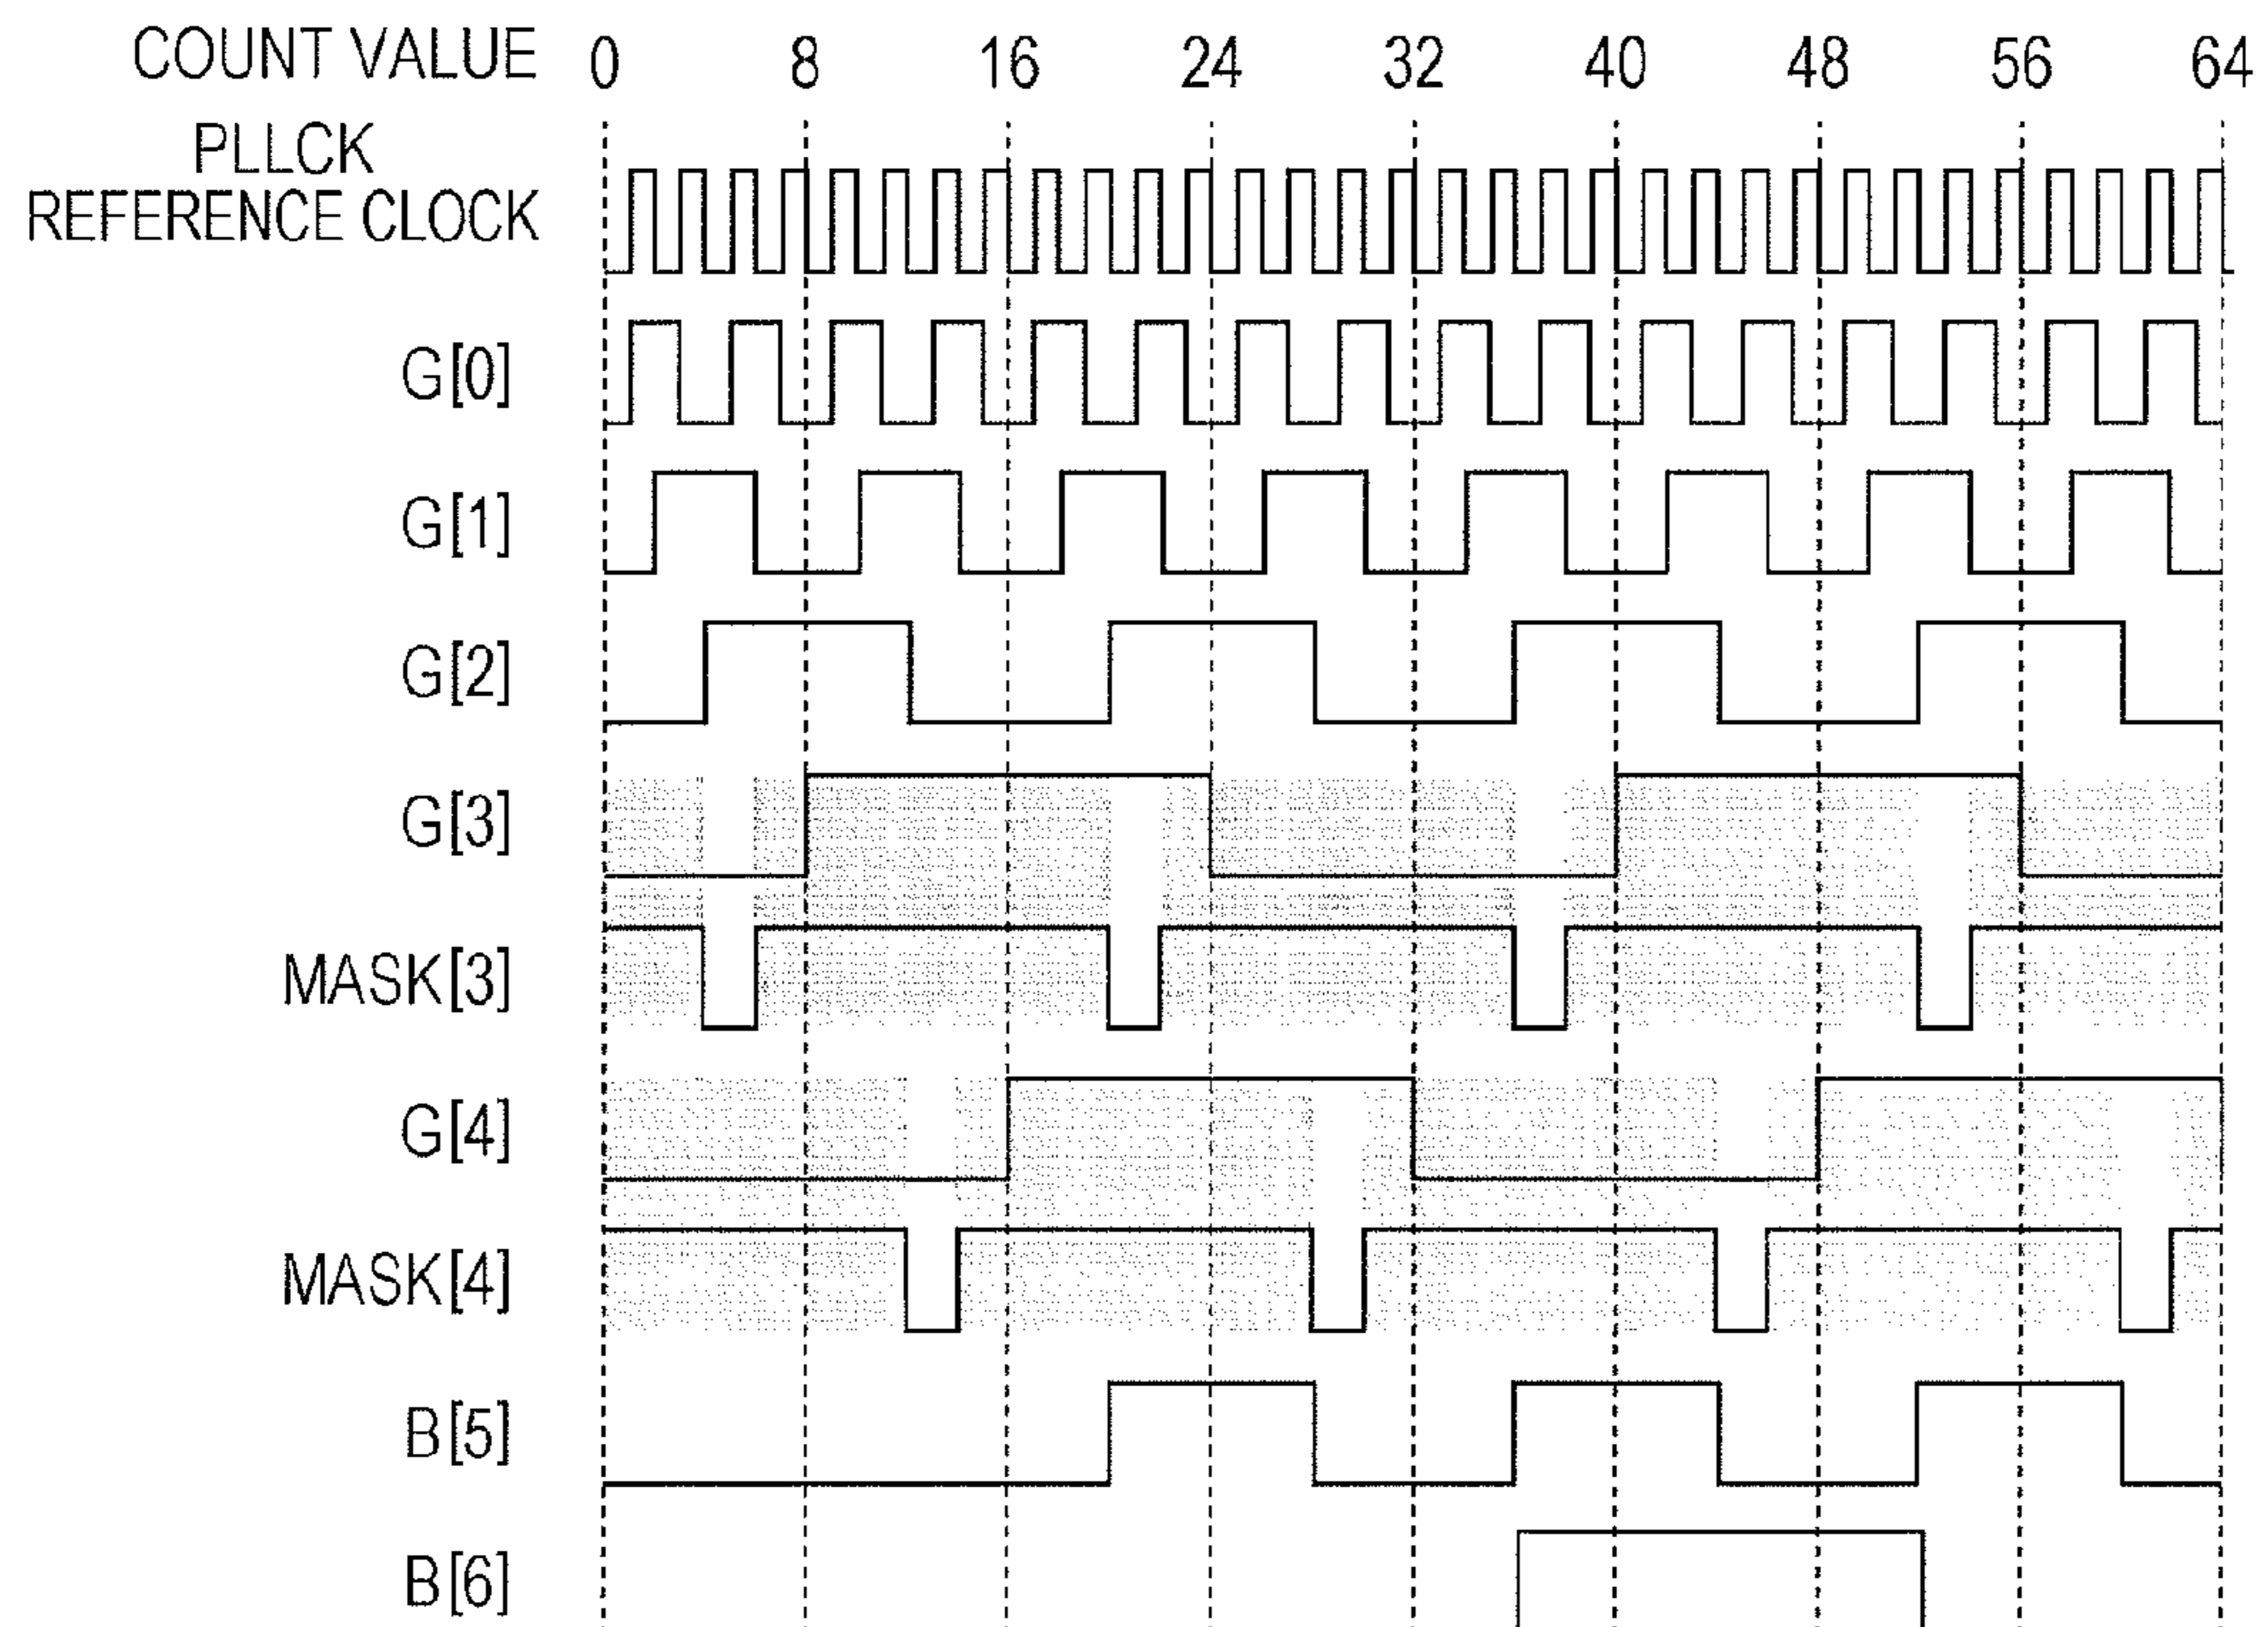 COUNT VALUE 0 8 16 24 32 40 48 56 64
PLLCK
REFERENCE CLOCK
G[0]
G[1]
G[2]
G[3]
MASK[3]
G[4]
MASK[4]
B[5]
B[6]